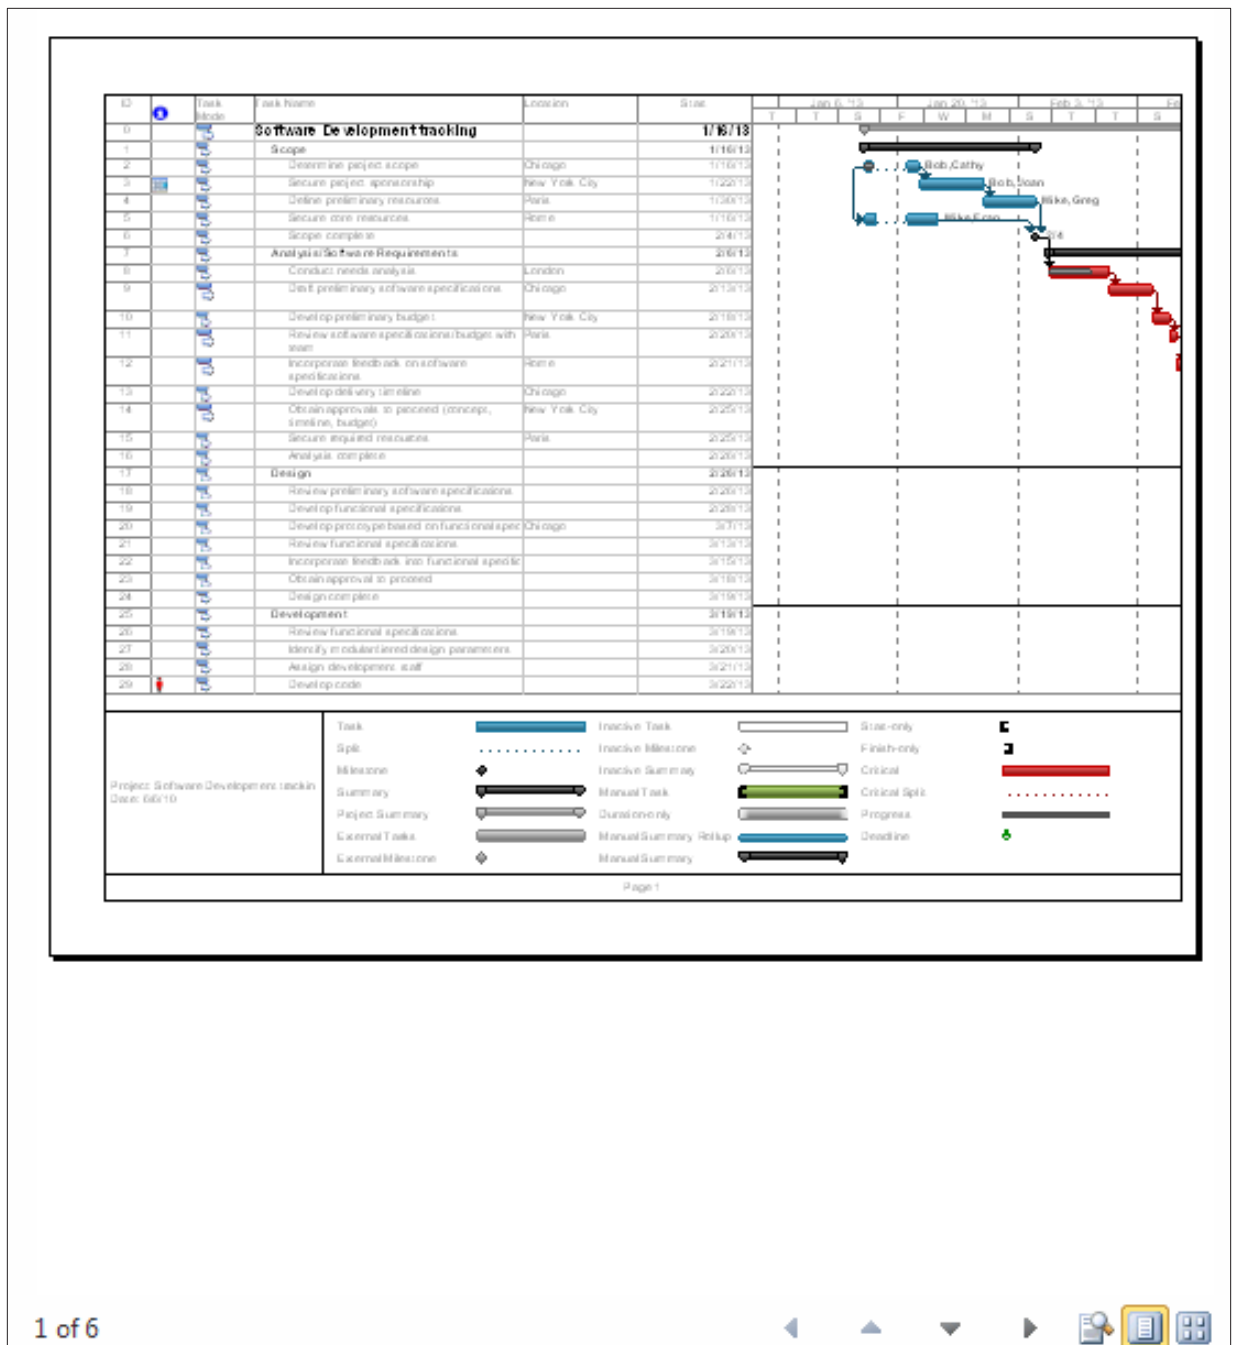 ID Task Mode Task Name Location Start Jan 6, '13 Jan 20, '13 Feb 3, '13 Fe
T T S F W M S T T S
0 Software Development tracking 1/16/13
1 Scope 1/16/13
2 Determine project scope Chicago 1/16/13 Bob,Cathy
3 Secure project sponsorship New York City 1/22/13 Bob,Joan
4 Define preliminary resources Paris 1/30/13 Mike,Greg
5 Secure core resources Rome 1/16/13 Mike,
6 Scope complete 2/4/13 2/4
7 Analysis/Software Requirements 2/6/13
8 Conduct needs analysis London 2/6/13
9 Draft preliminary software specifications Chicago 2/13/13
10 Develop preliminary budget New York City 2/18/13
11 Review software specifications/budget with Paris 2/20/13
team
12 Incorporate feedback on software Rome 2/21/13
specifications
13 Develop delivery timeline Chicago 2/22/13
14 Obtain approvals to proceed (concept, New York City 2/25/13
timeline, budget)
15 Secure required resources Paris 2/25/13
16 Analysis complete 2/26/13
17 Design 2/26/13
18 Review preliminary software specifications 2/26/13
19 Develop functional specifications 2/28/13
20 Develop prototype based on functional spec Chicago 3/7/13
21 Review functional specifications 3/13/13
22 Incorporate feedback into functional specific 3/15/13
23 Obtain approval to proceed 3/18/13
24 Design complete 3/19/13
25 Development 3/19/13
26 Review functional specifications 3/19/13
27 Identify modular/tiered design parameters 3/20/13
28 Assign development staff 3/21/13
29 Develop code 3/22/13
Project: Software Development trackin
Date: 6/6/10
Task Inactive Task Start-only
Split Inactive Milestone Finish-only
Milestone Inactive Summary Critical
Summary Manual Task Critical Split
Project Summary Duration-only Progress
External Tasks Manual Summary Rollup Deadline
External Milestone Manual Summary
Page 1
1 of 6